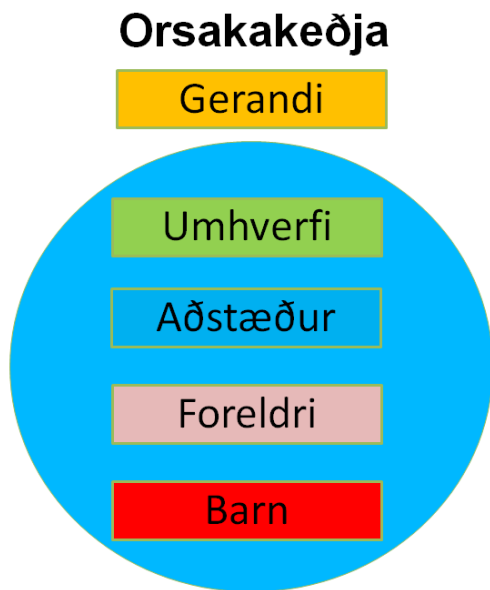 Orsakakeðja
Gerandi
Umhverfi
Aðstæður
Foreldri
Barn